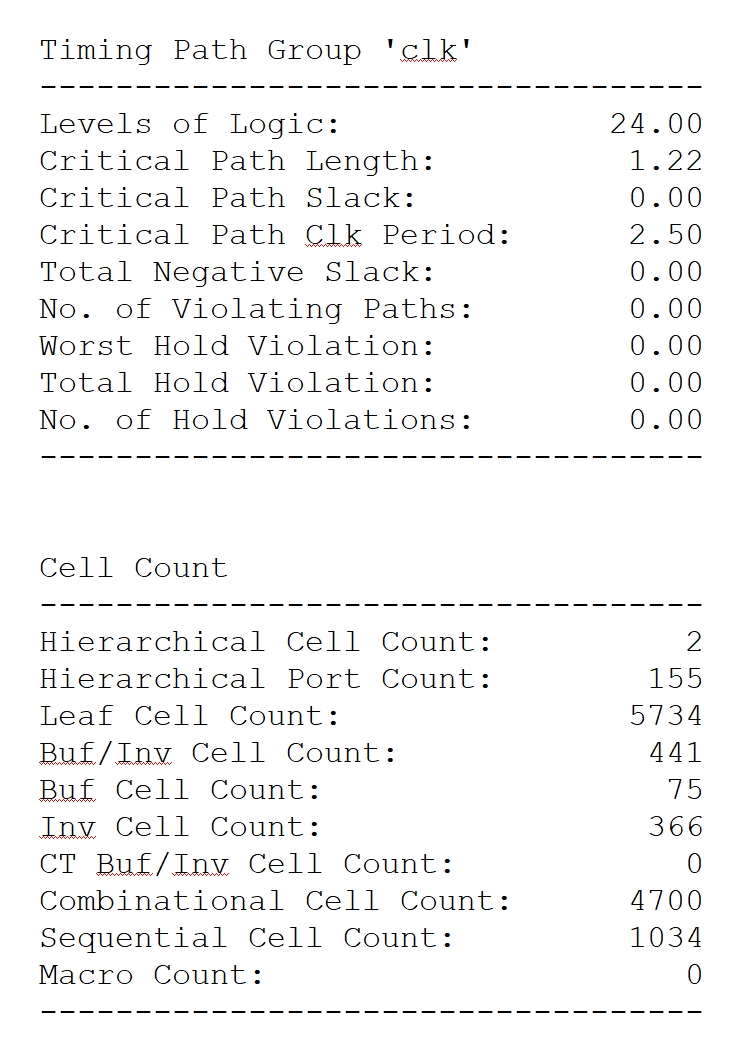 Timing Path Group 'clk'
-----------------------------------
Levels of Logic: 24.00
Critical Path Length: 1.22
Critical Path Slack: 0.00
Critical Path Clk Period: 2.50
Total Negative Slack: 0.00
No. of Violating Paths: 0.00
Worst Hold Violation: 0.00
Total Hold Violation: 0.00
No. of Hold Violations: 0.00
-----------------------------------
Cell Count
-----------------------------------
Hierarchical Cell Count: 2
Hierarchical Port Count: 155
Leaf Cell Count: 5734
Buf/Inv Cell Count: 441
Buf Cell Count: 75
Inv Cell Count: 366
CT Buf/Inv Cell Count: 0
Combinational Cell Count: 4700
Sequential Cell Count: 1034
Macro Count: 0
-----------------------------------